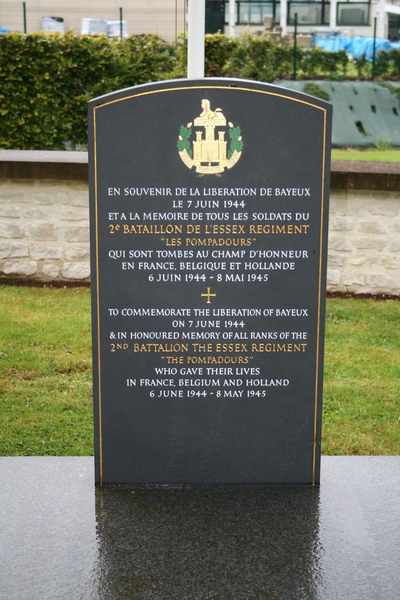 EN SOUVENIR DE LA LIBERATION DE BAYEUX
LE 7 JUIN 1944
ET A LA MEMOIRE DE TOUS LES SOLDATS DU
2e BATAILLON DE L'ESSEX REGIMENT
"LES POMPADOURS"
QUI SONT TOMBES AU CHAMP D'HONNEUR
EN FRANCE, BELGIQUE ET HOLLANDE
6 JUIN 1944 - 8 MAI 1945
TO COMMEMORATE THE LIBERATION OF BAYEUX
ON 7 JUNE 1944
& IN HONOURED MEMORY OF ALL RANKS OF THE
2ND BATTALION THE ESSEX REGIMENT
"THE POMPADOURS"
WHO GAVE THEIR LIVES
IN FRANCE, BELGIUM AND HOLLAND
6 JUNE 1944 - 8 MAY 1945